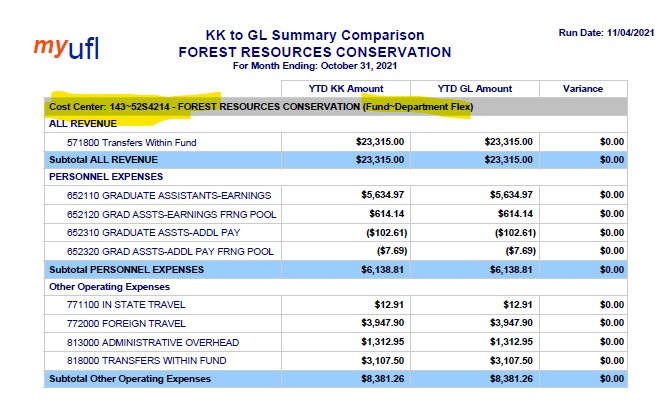 myufl
KK to GL Summary Comparison
Run Date: 11/04/2021
FOREST RESOURCES CONSERVATION
For Month Ending: October 31, 2021
YTD KK Amount YTD GL Amount Variance
Cost Center: 143~52S4214 - FOREST RESOURCES CONSERVATION (Fund~Department Flex)
ALL REVENUE
571800 Transfers Within Fund $23,315.00 $23,315.00 $0.00
Subtotal ALL REVENUE $23,315.00 $23,315.00 $0.00
PERSONNEL EXPENSES
652110 GRADUATE ASSISTANTS-EARNINGS $5,634.97 $5,634.97 $0.00
652120 GRAD ASSTS-EARNINGS FRNG POOL $614.14 $614.14 $0.00
652310 GRADUATE ASSTS-ADDL PAY ($102.61) ($102.61) $0.00
652320 GRAD ASSTS-ADDL PAY FRNG POOL ($7.69) ($7.69) $0.00
Subtotal PERSONNEL EXPENSES $6,138.81 $6,138.81 $0.00
Other Operating Expenses
771100 IN STATE TRAVEL $12.91 $12.91 $0.00
772000 FOREIGN TRAVEL $3,947.90 $3,947.90 $0.00
813000 ADMINISTRATIVE OVERHEAD $1,312.95 $1,312.95 $0.00
818000 TRANSFERS WITHIN FUND $3,107.50 $3,107.50 $0.00
Subtotal Other Operating Expenses $8,381.26 $8,381.26 $0.00